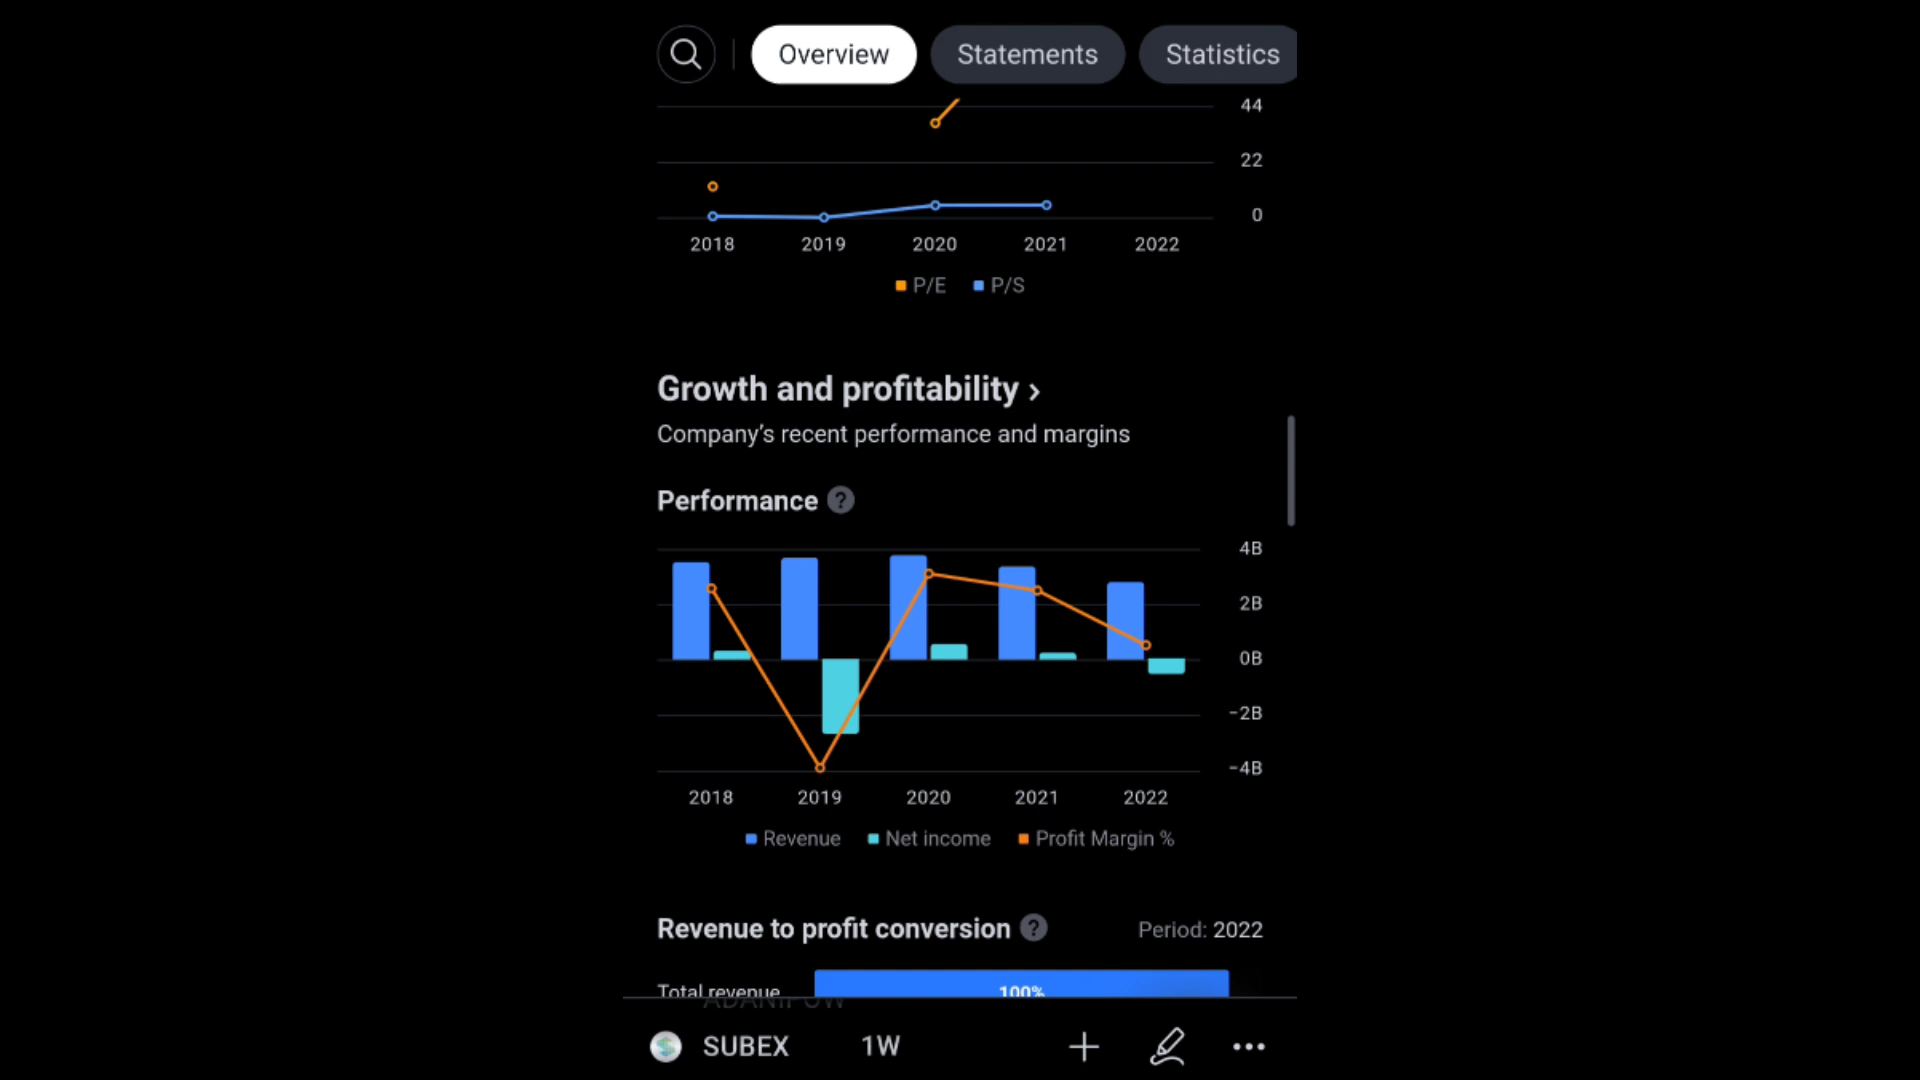 Overview Statements Statistics
44
22
0
2018 2019 2020 2021 2022
P/E P/S
Growth and profitability ›
Company's recent performance and margins
Performance ?
4B
2B
0B
−2B
−4B
2018 2019 2020 2021 2022
Revenue Net income Profit Margin %
Revenue to profit conversion ? Period: 2022
Total revenue 100%
ADANIPOW
SUBEX 1W